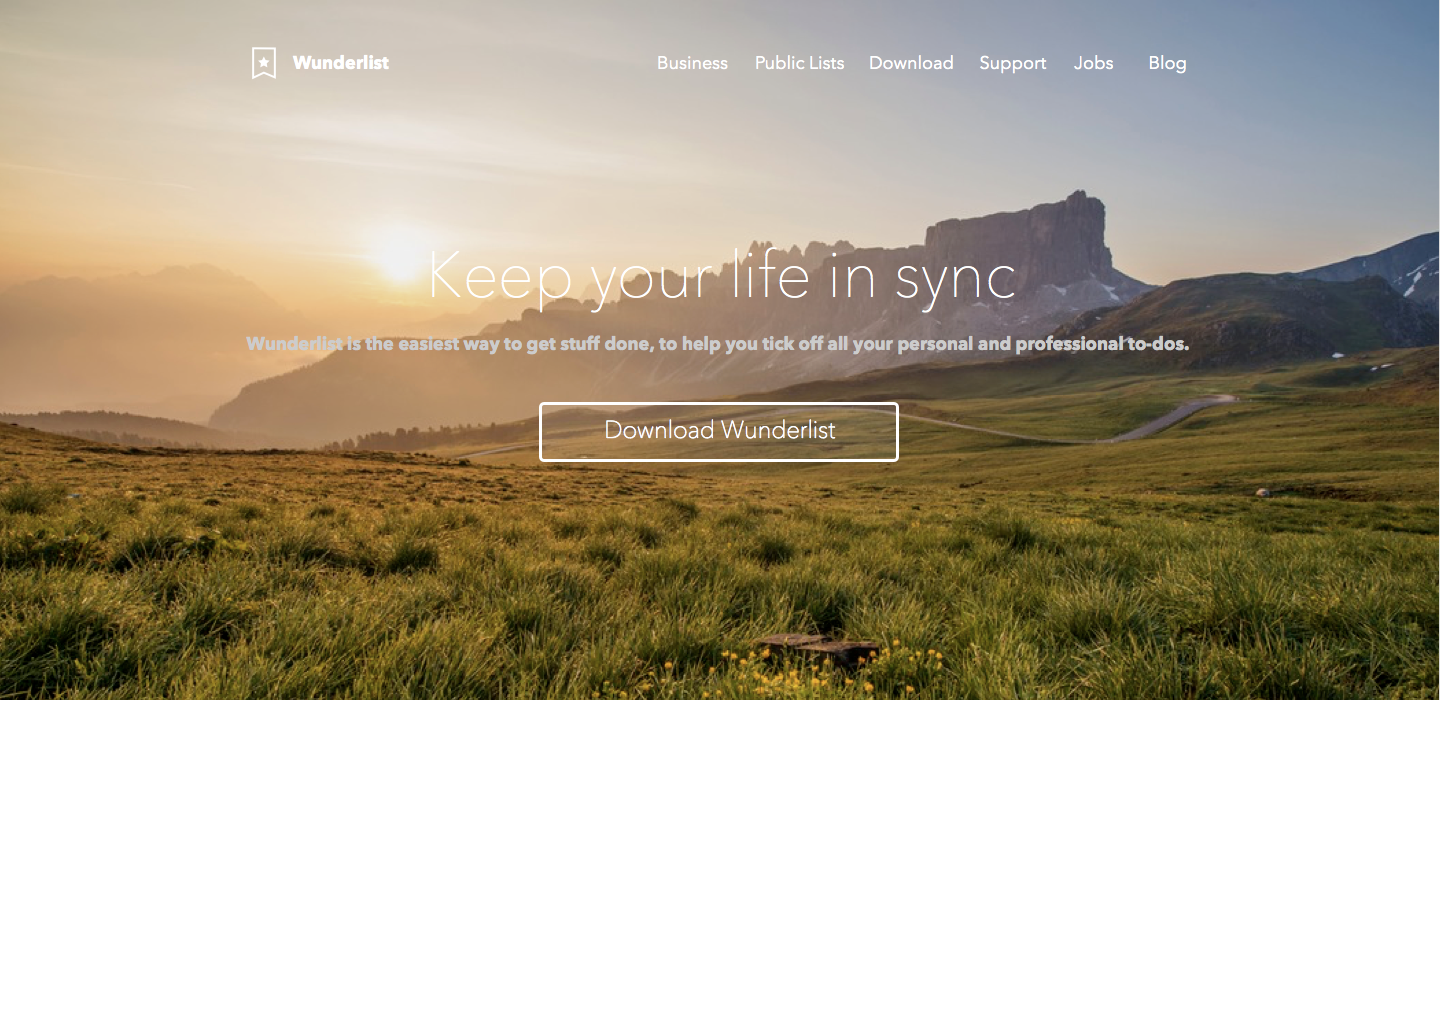 Wunderlist
Business Public Lists Download Support Jobs Blog
Keep your life in sync
Wunderlist is the easiest way to get stuff done, to help you tick off all your personal and professional to-dos.
Download Wunderlist